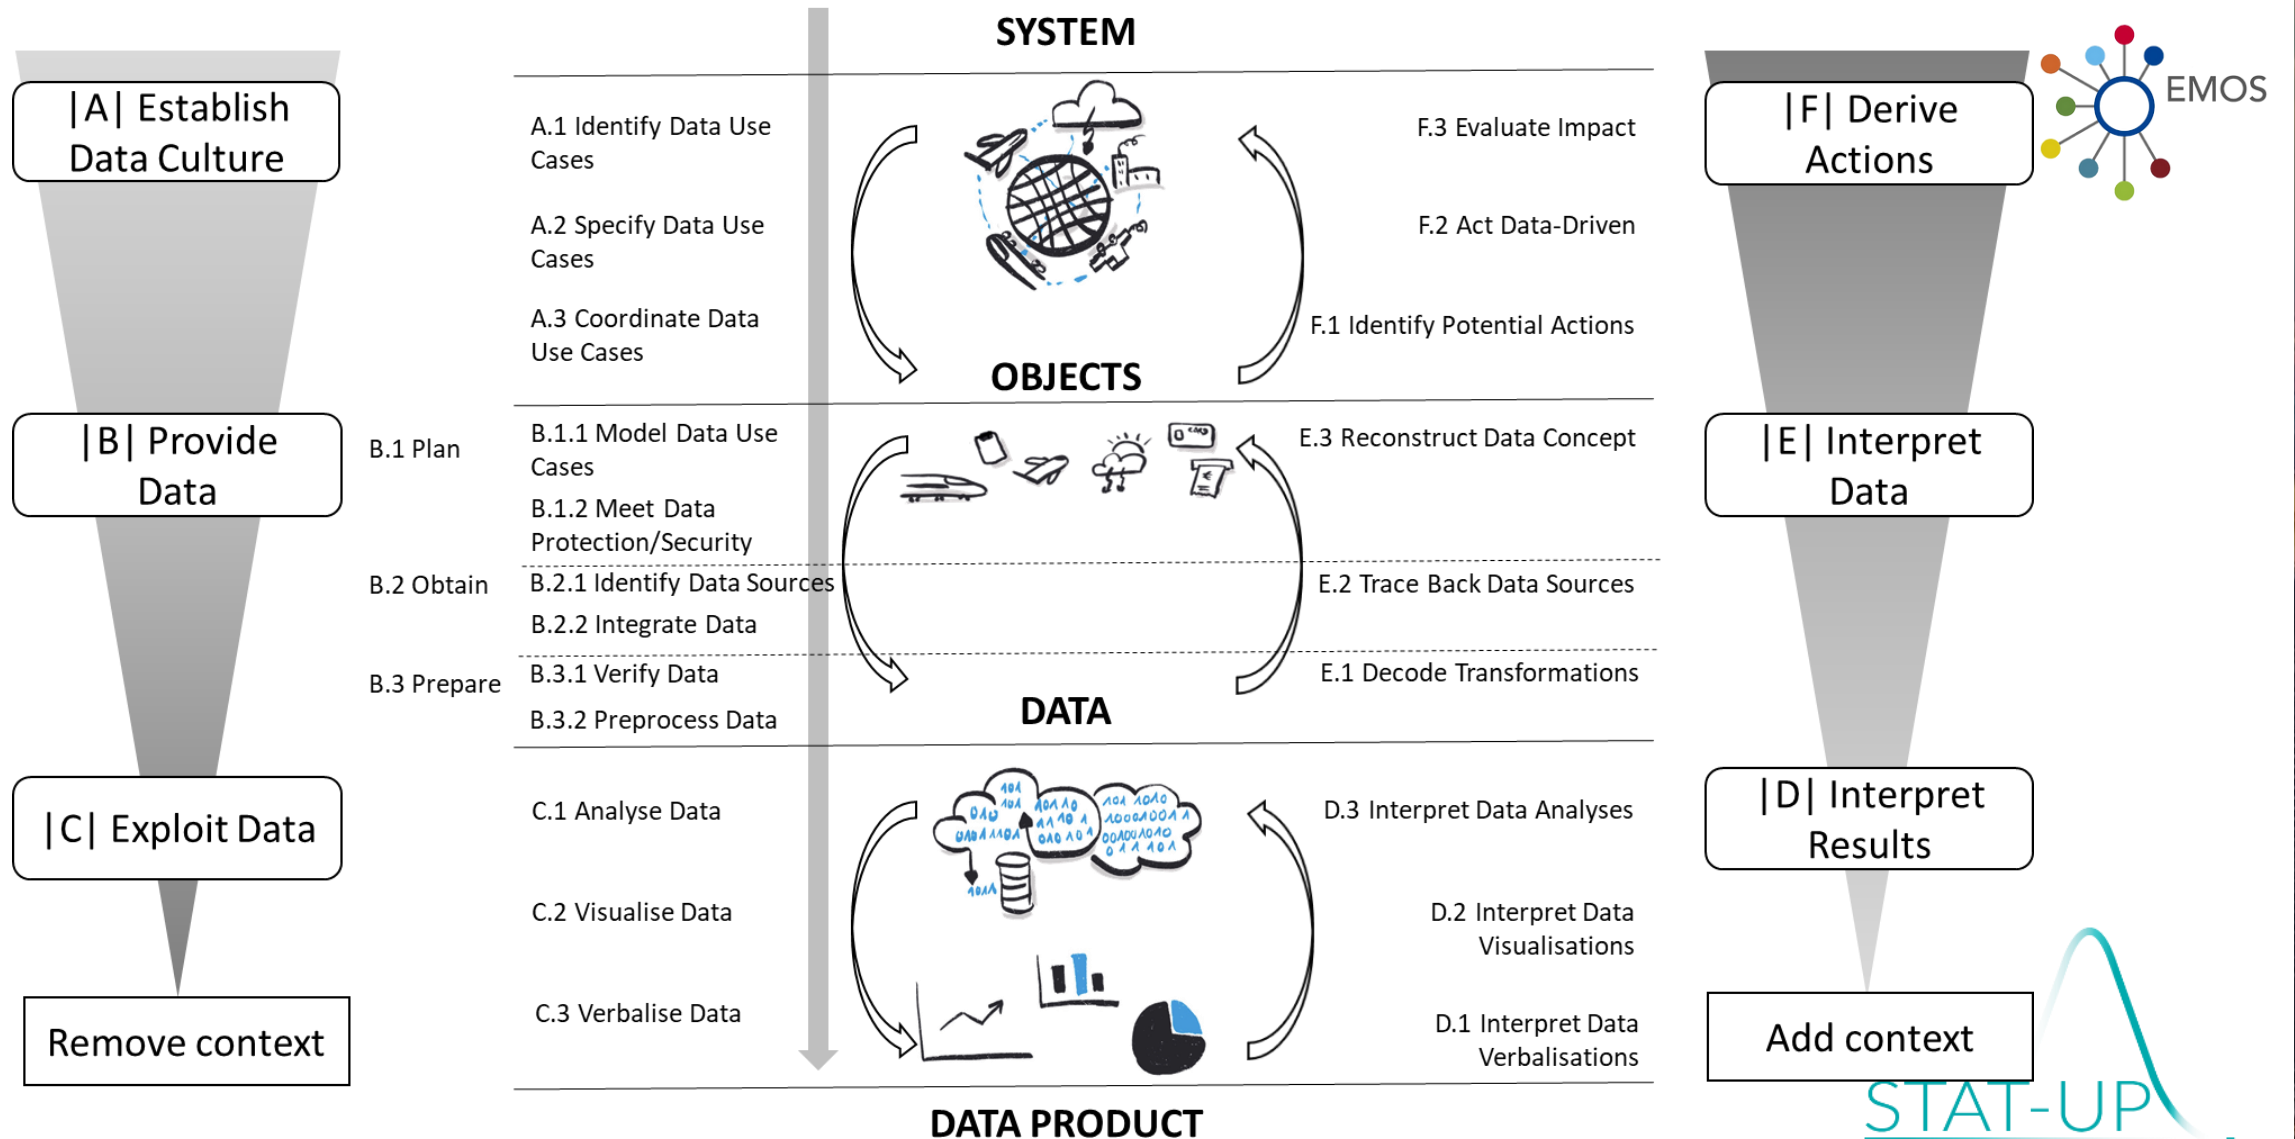 SYSTEM
|A| Establish
Data Culture
A.1 Identify Data Use
Cases
A.2 Specify Data Use
Cases
A.3 Coordinate Data
Use Cases
F.3 Evaluate Impact
F.2 Act Data-Driven
F.1 Identify Potential Actions
|F| Derive
Actions
EMOS
OBJECTS
|B| Provide
Data
B.1 Plan
B.1.1 Model Data Use
Cases
B.1.2 Meet Data
Protection/Security
B.2 Obtain
B.2.1 Identify Data Sources
B.2.2 Integrate Data
B.3 Prepare
B.3.1 Verify Data
B.3.2 Preprocess Data
E.3 Reconstruct Data Concept
E.2 Trace Back Data Sources
E.1 Decode Transformations
|E| Interpret
Data
DATA
|C| Exploit Data
C.1 Analyse Data
C.2 Visualise Data
C.3 Verbalise Data
D.3 Interpret Data Analyses
D.2 Interpret Data
Visualisations
D.1 Interpret Data
Verbalisations
|D| Interpret
Results
Remove context
Add context
DATA PRODUCT
STAT-UP